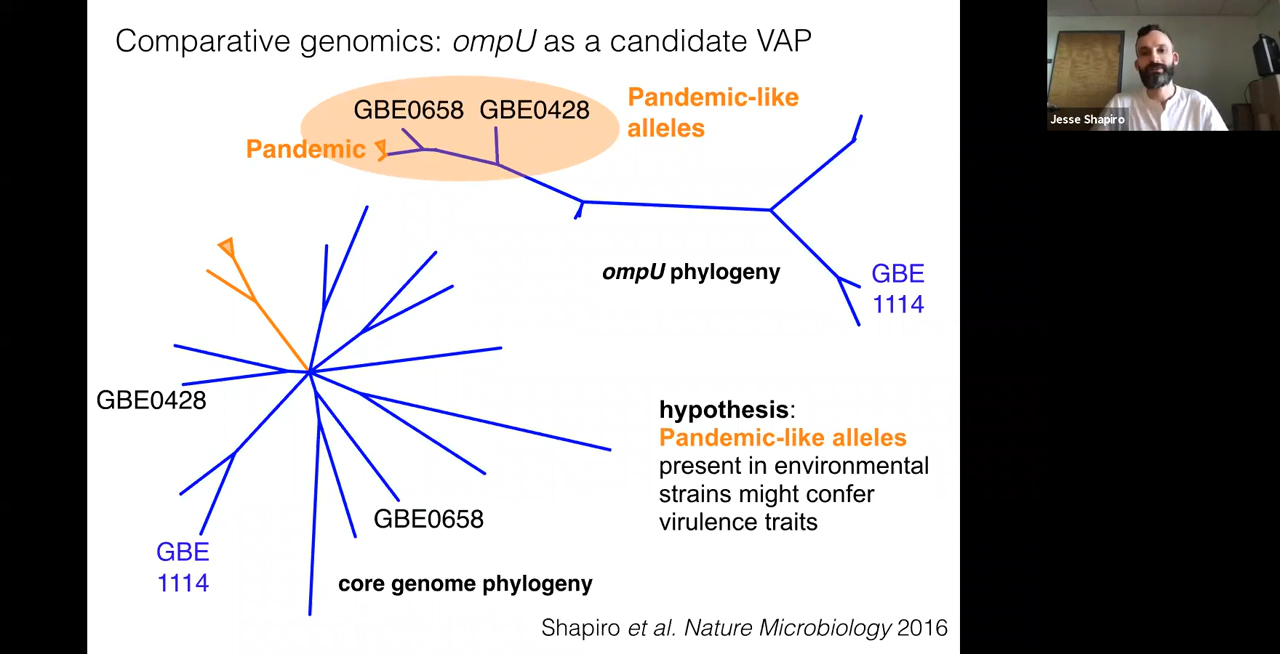 Comparative genomics: ompU as a candidate VAP
GBE0658 GBE0428
Pandemic-like
alleles
Pandemic
Jesse Shapiro
ompU phylogeny
GBE
1114
GBE0428
hypothesis:
Pandemic-like alleles
present in environmental
strains might confer
virulence traits
GBE0658
GBE
1114
core genome phylogeny
Shapiro et al. Nature Microbiology 2016